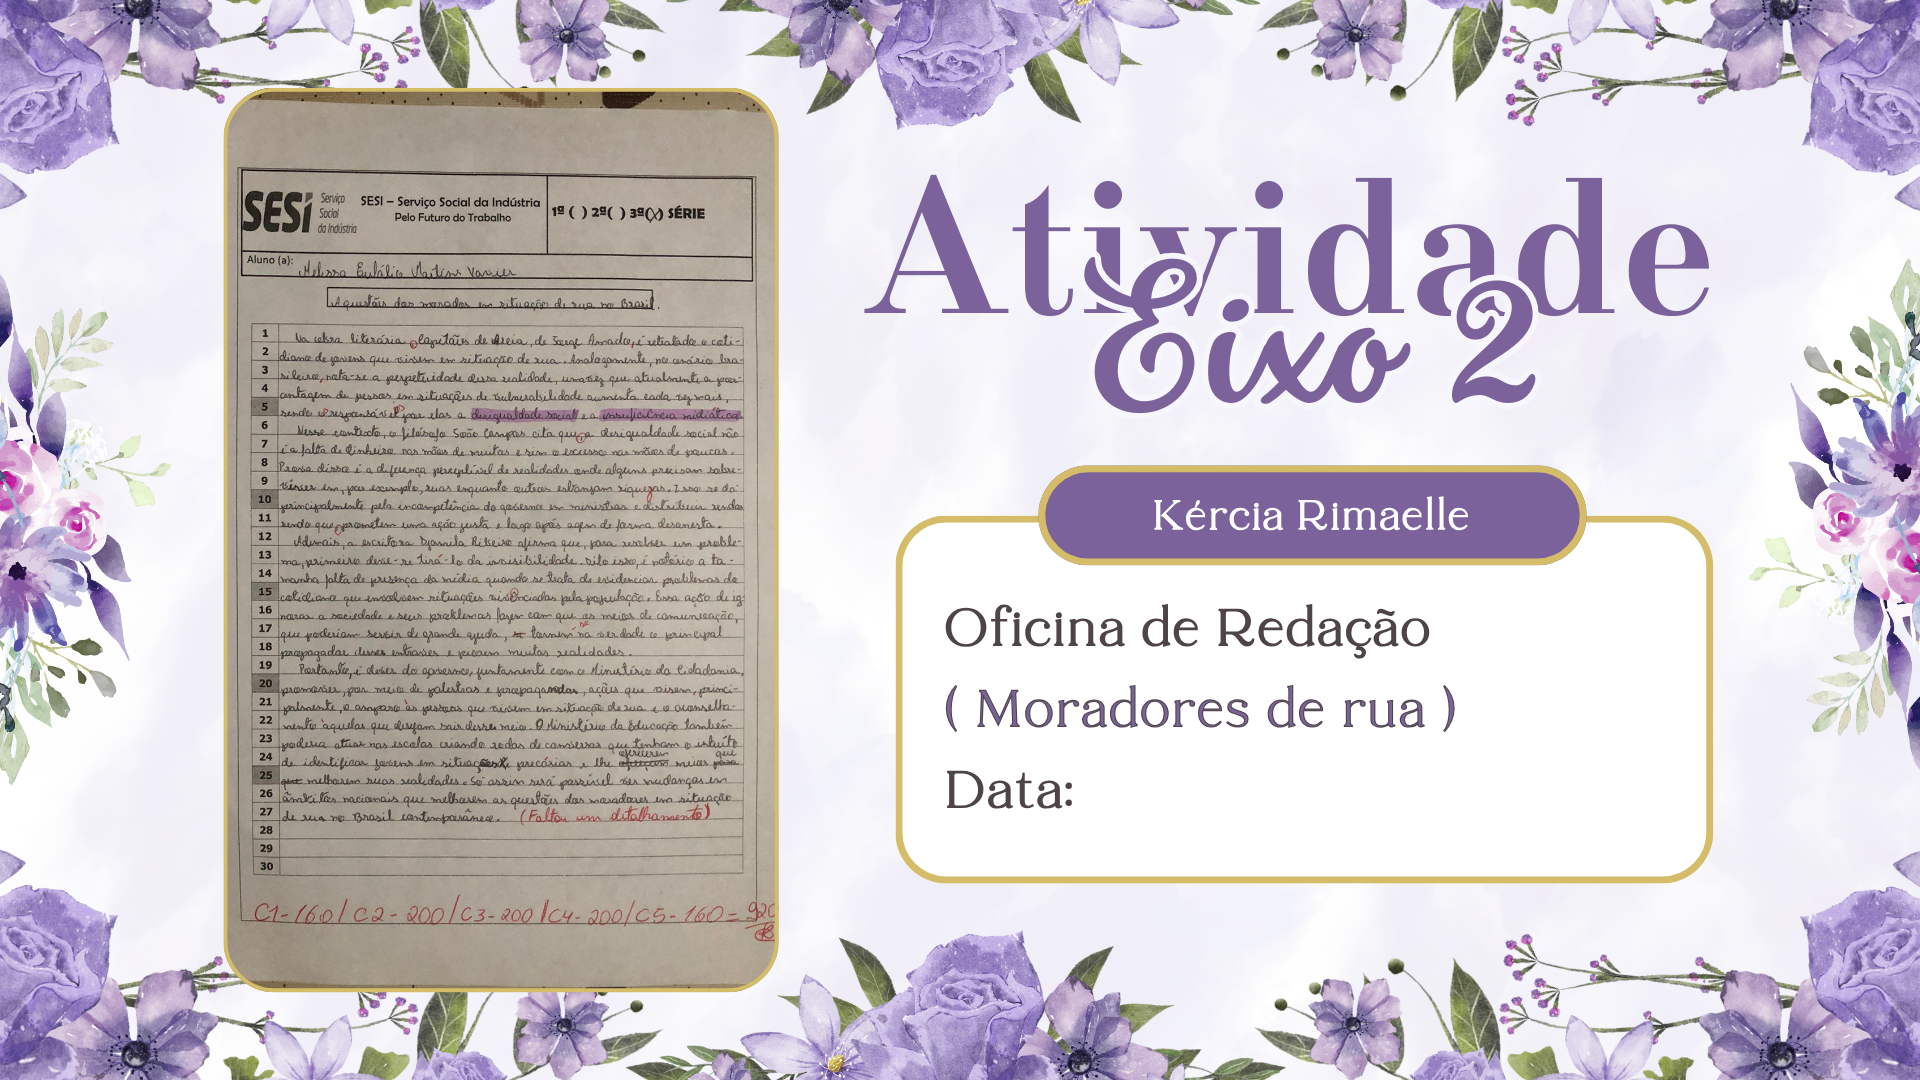 SESI Serviço
Social
da Indústria
SESI – Serviço Social da Indústria
Pelo Futuro do Trabalho
1ª ( ) 2ª( ) 3ª(X) SÉRIE
Aluno (a): Melissa Eulálio Martins
A questões dos morados em situação de rua no Brasil.
1 Na obra literária Capitães de Areia, de Jorge Amado, é retratado o coti-
2 diano de jovens que vivem em situação de rua. Analogamente, no cenário bra-
3 sileiro, nota-se a perpetuidade dessa realidade, uma vez que atualmente a por-
4 centagem de pessoas em situações de vulnerabilidade aumenta cada vez mais,
5 sendo o responsável por elas a desigualdade social e a insuficiência midiática.
6 Nesse contexto, o filósofo João Campos cita que a desigualdade social não
7 é a falta de dinheiro nas mãos de muitas e sim o excesso nas mãos de poucas.
8 Prova disso é a diferença perceptível de realidades onde alguns precisam sobre-
9 viver em, por exemplo, ruas enquanto outros esbanjam riquezas. Isso se dá
10 principalmente pela incompetência do governo em ministrar e distribuir rendas
11 sendo que prometem uma ação justa e logo após agem de forma desonesta.
12 Ademais, a escritora Djamila Ribeiro afirma que, para resolver um proble-
13 ma, primeiro deve-se tirá-lo da invisibilidade. Dito isso, é notório a ta-
14 manha falta de presença da mídia quando se trata de evidenciar problemas do
15 cotidiano que envolvem situações vivenciadas pela população. Essa ação de ig-
16 norar a sociedade e seus problemas fazem com que os meios de comunicação,
17 que poderiam servir de grande ajuda, se tornem na verdade o principal
18 propagador desses entraves e piorem muitas realidades.
19 Portanto, é dever do governo, juntamente com o Ministério da Cidadania,
20 promover, por meio de palestras e propagandas, ações que visem, princi-
21 palmente, o amparo às pessoas que vivem em situação de rua e o aconselha-
22 mento àquelas que desejam sair desse meio. O Ministério da Educação também
23 poderia atuar nas escolas criando rodas de conversas que tenham o intuito
24 de identificar jovens em situações precárias e lhe oferecerem meios que
25 melhorem suas realidades. Só assim será possível ver mudanças em
26 âmbitos nacionais que melhorem as questões dos moradores em situação
27 de rua no Brasil contemporâneo. (Faltou um detalhamento)
28
29
30
C1-160/ C2-200/C3-200/C4-200/C5-160= 920
Atividade
Eixo 2
Kércia Rimaelle
Oficina de Redação
( Moradores de rua )
Data: